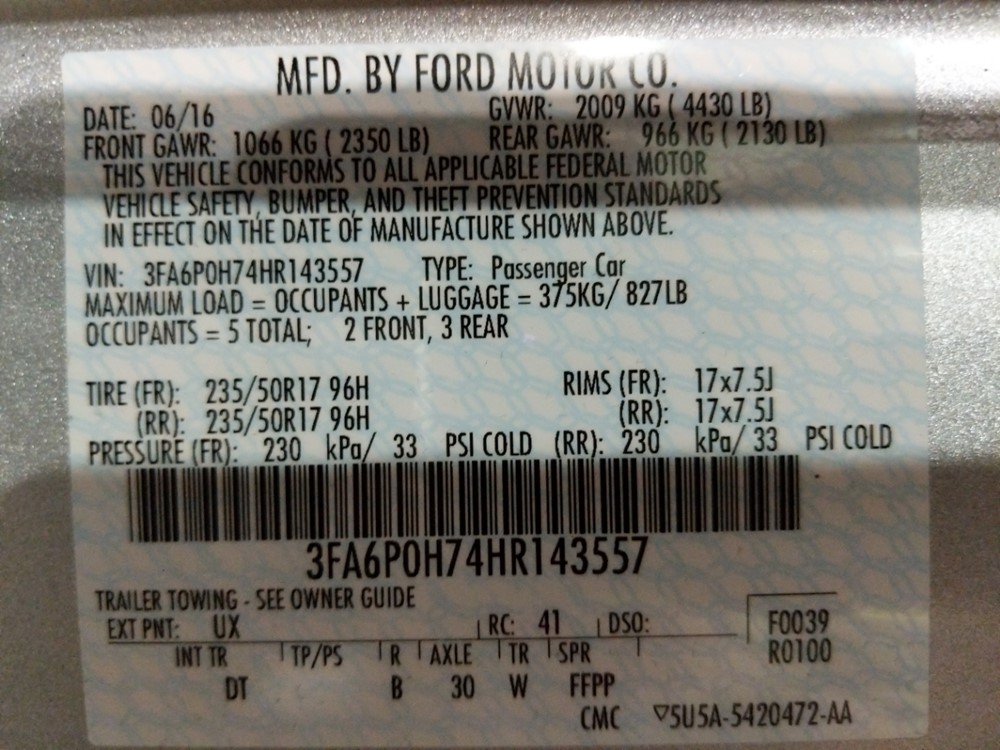 MFD. BY FORD MOTOR CO.
DATE: 06/16 GVWR: 2009 KG ( 4430 LB)
FRONT GAWR: 1066 KG ( 2350 LB) REAR GAWR: 966 KG ( 2130 LB)
THIS VEHICLE CONFORMS TO ALL APPLICABLE FEDERAL MOTOR
VEHICLE SAFETY, BUMPER, AND THEFT PREVENTION STANDARDS
IN EFFECT ON THE DATE OF MANUFACTURE SHOWN ABOVE.
VIN: 3FA6P0H74HR143557 TYPE: Passenger Car
MAXIMUM LOAD = OCCUPANTS + LUGGAGE = 375KG/ 827LB
OCCUPANTS = 5 TOTAL; 2 FRONT, 3 REAR
TIRE (FR): 235/50R17 96H RIMS (FR): 17x7.5J
(RR): 235/50R17 96H (RR): 17x7.5J
PRESSURE (FR): 230 kPa/ 33 PSI COLD (RR): 230 kPa/ 33 PSI COLD
3FA6P0H74HR143557
TRAILER TOWING - SEE OWNER GUIDE
EXT PNT: UX RC: 41 DSO: F0039
INT TR TP/PS R AXLE TR SPR R0100
DT B 30 W FFPP
CMC ▽5U5A-5420472-AA